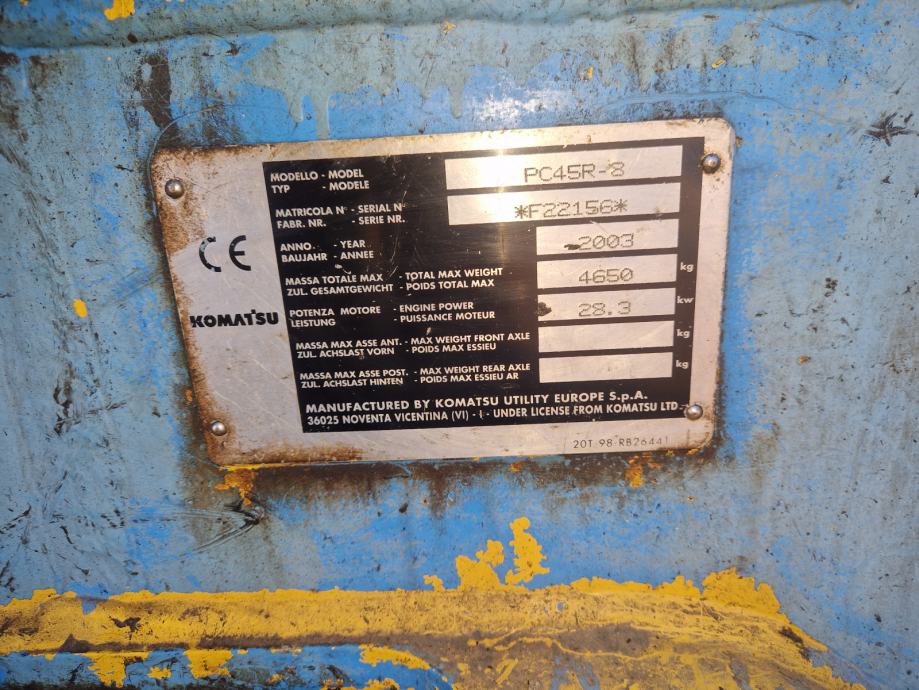 MODELLO - MODEL
TYP - MODELE
PC45R-8
MATRICOLA N° - SERIAL N°
FABR. NR. - SERIE NR.
*F22156*
ANNO - YEAR
BAUJAHR - ANNEE
2003
MASSA TOTALE MAX - TOTAL MAX WEIGHT
ZUL. GESAMTGEWICHT - POIDS TOTAL MAX
4650 kg
POTENZA MOTORE - ENGINE POWER
LEISTUNG - PUISSANCE MOTEUR
28.3 kw
MASSA MAX ASSE ANT. - MAX WEIGHT FRONT AXLE
ZUL. ACHSLAST VORN - POIDS MAX ESSIEU
kg
MASSA MAX ASSE POST. - MAX WEIGHT REAR AXLE
ZUL. ACHSLAST HINTEN - POIDS MAX ESSIEU AR
kg
CE
KOMATSU
MANUFACTURED BY KOMATSU UTILITY EUROPE S.p.A.
36025 NOVENTA VICENTINA (VI) - I - UNDER LICENSE FROM KOMATSU LTD
20T-98-RB26441